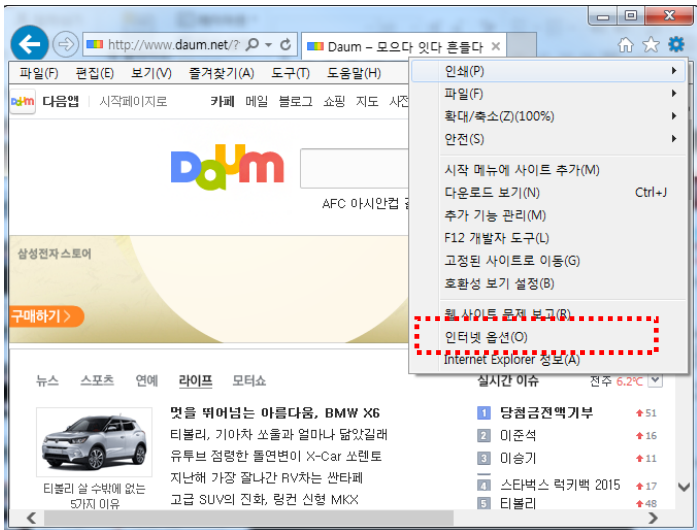 http://www.daum.net/?
Daum – 모으다 잇다 흔들다
파일(F) 편집(E) 보기(V) 즐겨찾기(A) 도구(T) 도움말(H)
Daum 다음앱 시작페이지로 카페 메일 블로그 쇼핑 지도
Daum
AFC 아시안컵
삼성전자 스토어
구매하기 >
인쇄(P)
파일(F)
확대/축소(Z)(100%)
안전(S)
시작 메뉴에 사이트 추가(M)
다운로드 보기(N) Ctrl+J
추가 기능 관리(M)
F12 개발자 도구(L)
고정된 사이트로 이동(G)
호환성 보기 설정(B)
웹 사이트 문제 보고(R)
인터넷 옵션(O)
Internet Explorer 정보(A)
뉴스 스포츠 연예 라이프 모터쇼
멋을 뛰어넘는 아름다움, BMW X6
티볼리, 기아차 쏘울과 얼마나 닮았길래
유튜브 점령한 돌연변이 X-Car 쏘렌토
지난해 가장 잘나간 RV차는 싼타페
고급 SUV의 진화, 링컨 신형 MKX
티볼리 살 수밖에 없는
5가지 이유
실시간 이슈 전주 6.2℃
1 당첨금전액기부 51
2 이준석 16
3 이승기 11
4 스타벅스 럭키백 2015 17
5 티볼리 48